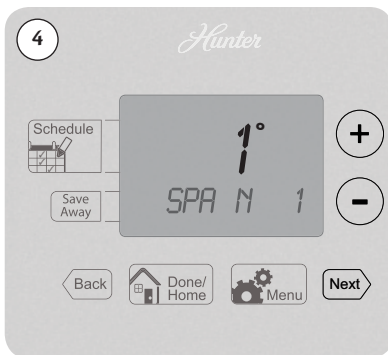 4
Hunter
Schedule
1°
+
Save
Away
SPA N 1
-
Back
Done/
Home
Menu
Next